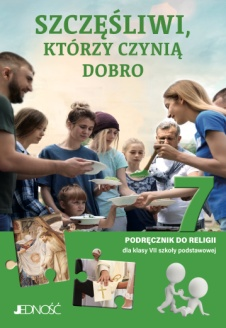 SZCZĘŚLIWI,
KTÓRZY CZYNIĄ
DOBRO
7
PODRĘCZNIK DO RELIGII
dla klasy VII szkoły podstawowej
JEDNOŚĆ